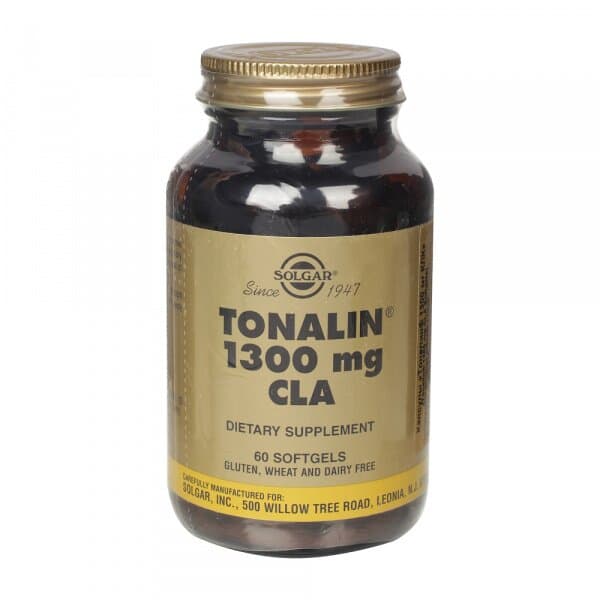 SOLGAR®
Since 1947
TONALIN®
1300 mg
CLA
DIETARY SUPPLEMENT
60 SOFTGELS
GLUTEN, WHEAT AND DAIRY FREE
CAREFULLY MANUFACTURED FOR:
SOLGAR, INC., 500 WILLOW TREE ROAD, LEONIA, N.J.